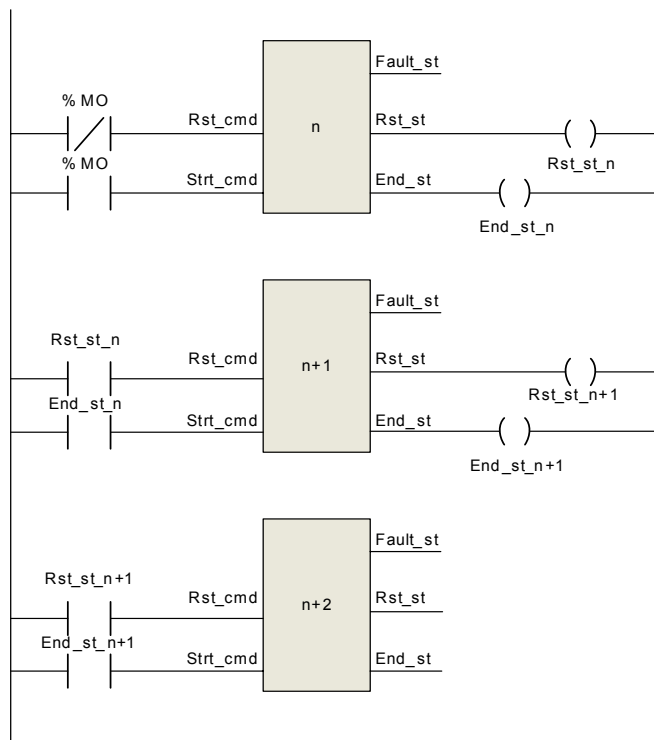 Fault_st
% MO
Rst_cmd
n
Rst_st
% MO
Rst_st_n
Strt_cmd
End_st
End_st_n
Fault_st
Rst_st_n
Rst_cmd
n+1
Rst_st
End_st_n
Rst_st_n+1
Strt_cmd
End_st
End_st_n+1
Fault_st
Rst_st_n+1
Rst_cmd
n+2
Rst_st
End_st_n+1
Strt_cmd
End_st